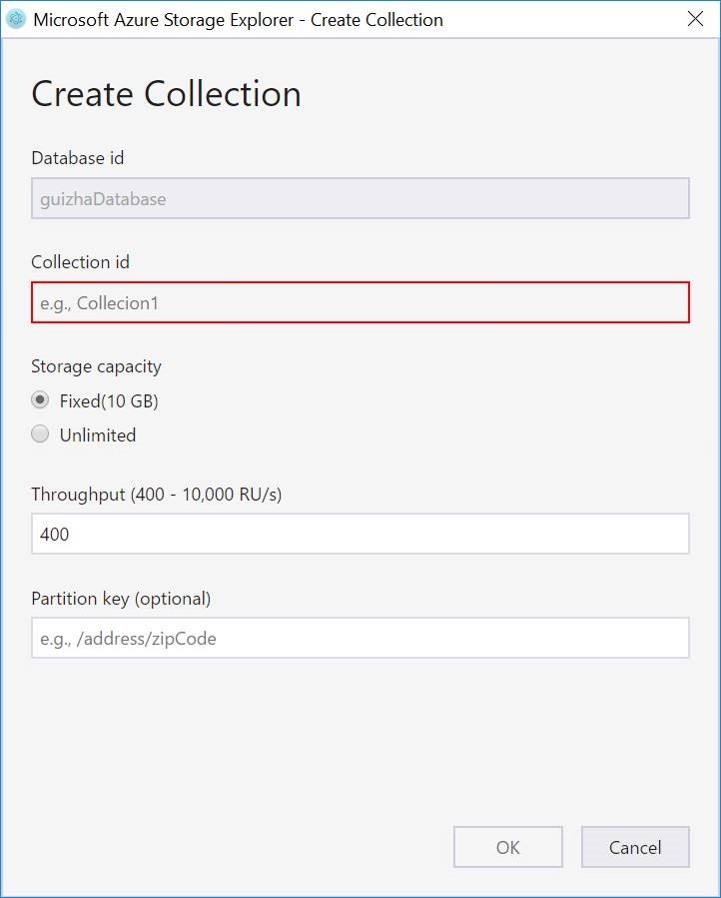 Microsoft Azure Storage Explorer - Create Collection
Create Collection
Database id
guizhaDatabase
Collection id
e.g., Collecion1
Storage capacity
Fixed(10 GB)
Unlimited
Throughput (400 - 10,000 RU/s)
400
Partition key (optional)
e.g., /address/zipCode
OK
Cancel